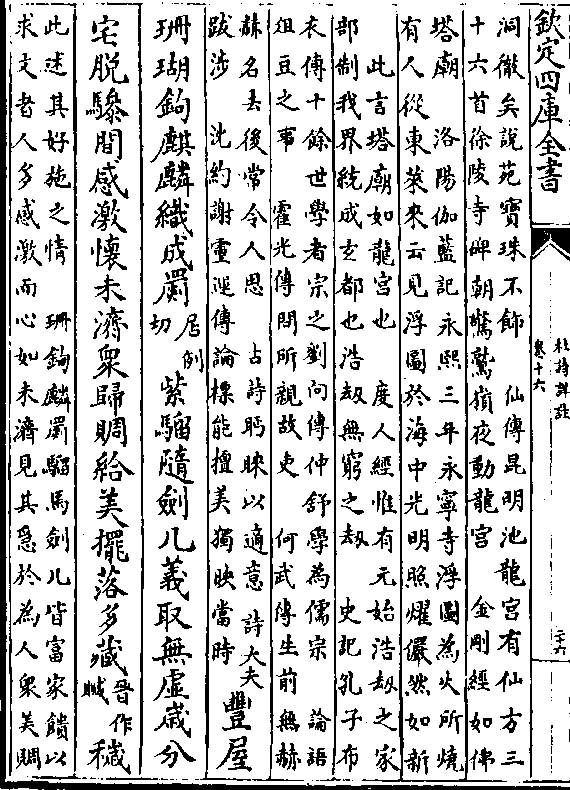 欽定四庫全書
杜詩詳註
卷十六
二十六
洞徹矣說苑寶珠不飾 仙傳昆明池龍宮有仙方三
十六首徐陵寺碑朝驚鷲嶺夜動龍宮 金剛經如佛
塔廟 洛陽伽藍記永熙三年永寧寺浮圖為火所燒
有人從東萊來云見浮圖於海中光明照耀儼然如新
此言塔廟如龍宮也 度人經惟有元始浩劫之家
部制我界統成玄都也浩劫無窮之劫 史記孔子布
衣傳十餘世學者宗之劉向傳仲舒學為儒宗 論語
俎豆之事 霍光傳問所親故吏 何武傳生前無赫
赫名去後常令人思 古詩眄睞以適意 詩大夫
跋涉 沈約謝靈運傳論標能擅美獨映當時
豐屋
珊瑚鉤麒麟織成罽居例切紫騮隨劍几義取無虛歲分
宅脫驂間感激懷未濟衆歸賙給美擺落多藏晉作贓穢
此述其好施之情 珊鉤麟罽騮馬劍几皆富家饋以
求文者人多感激而心如未濟見其急於為人衆美賙